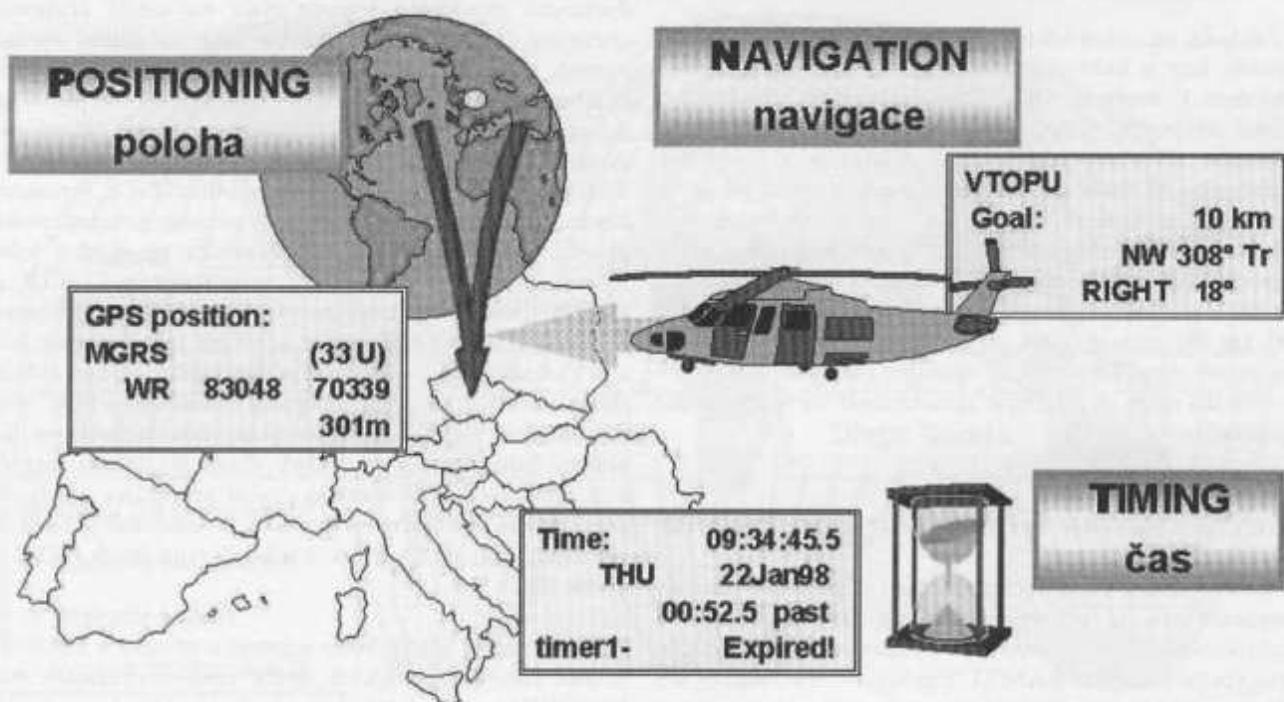 POSITIONING
poloha
NAVIGATION
navigace
VTOPU
Goal: 10 km
NW 308° Tr
RIGHT 18°
GPS position:
MGRS (33 U)
WR 83048 70339
301m
Time: 09:34:45.5
THU 22Jan98
00:52.5 past
timer1- Expired!
TIMING
čas